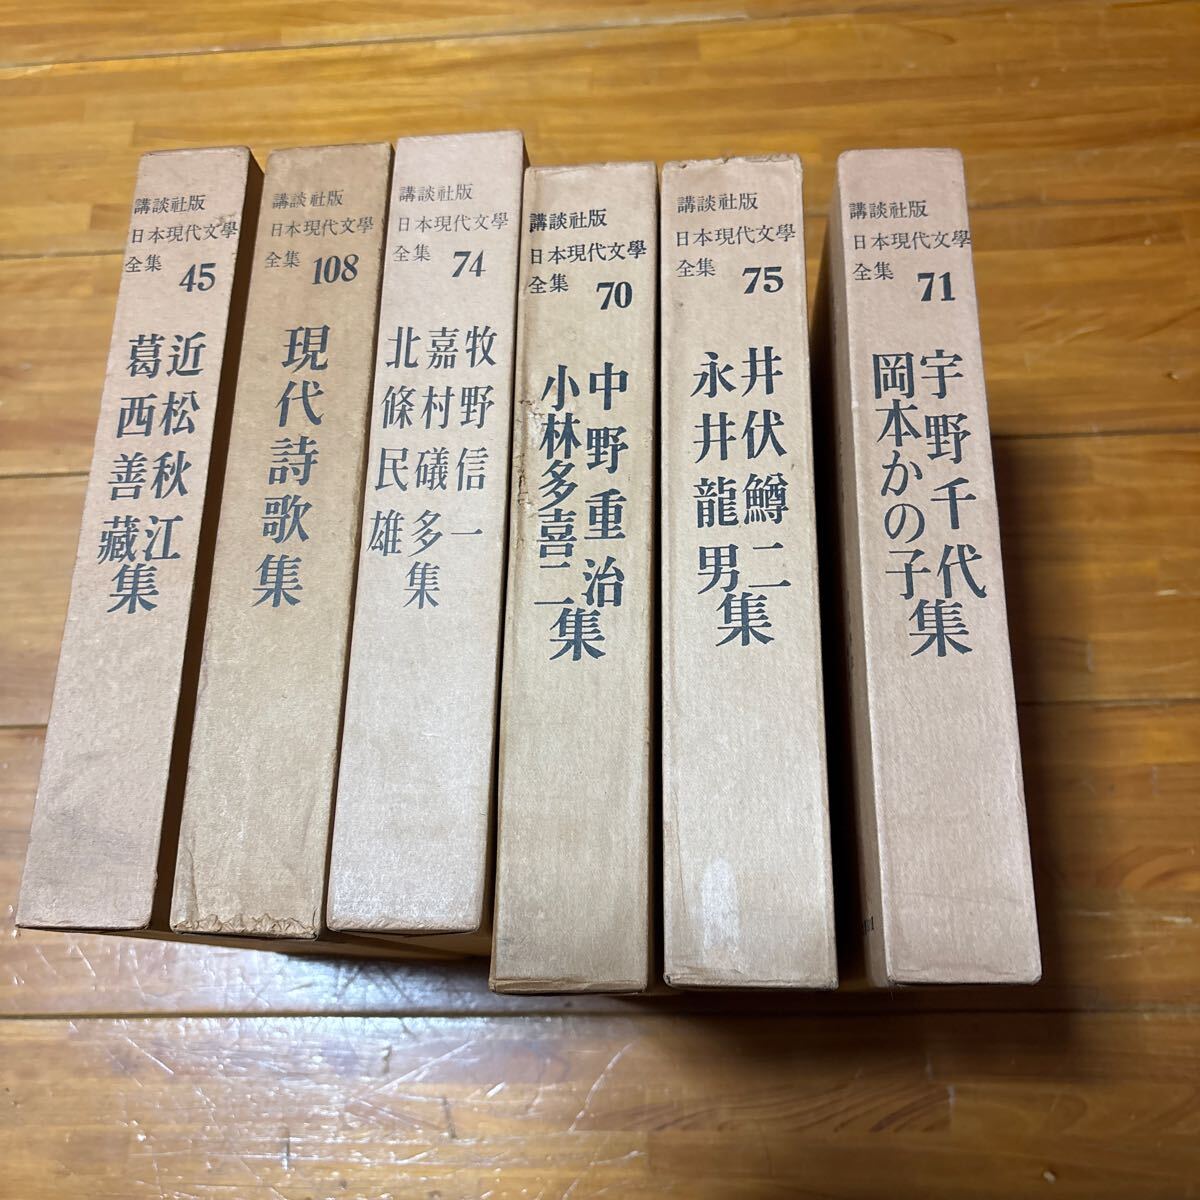 講談社版
日本現代文學
全集 45
近松秋江
葛西善藏
集
講談社版
日本現代文學
全集 108
現代詩歌集
講談社版
日本現代文學
全集 74
牧野信一
嘉村礒多
北條民雄
集
講談社版
日本現代文學
全集 70
中野重治
小林多喜二
集
講談社版
日本現代文學
全集 75
井伏鱒二
永井龍男
集
講談社版
日本現代文學
全集 71
宇野千代
岡本かの子
集